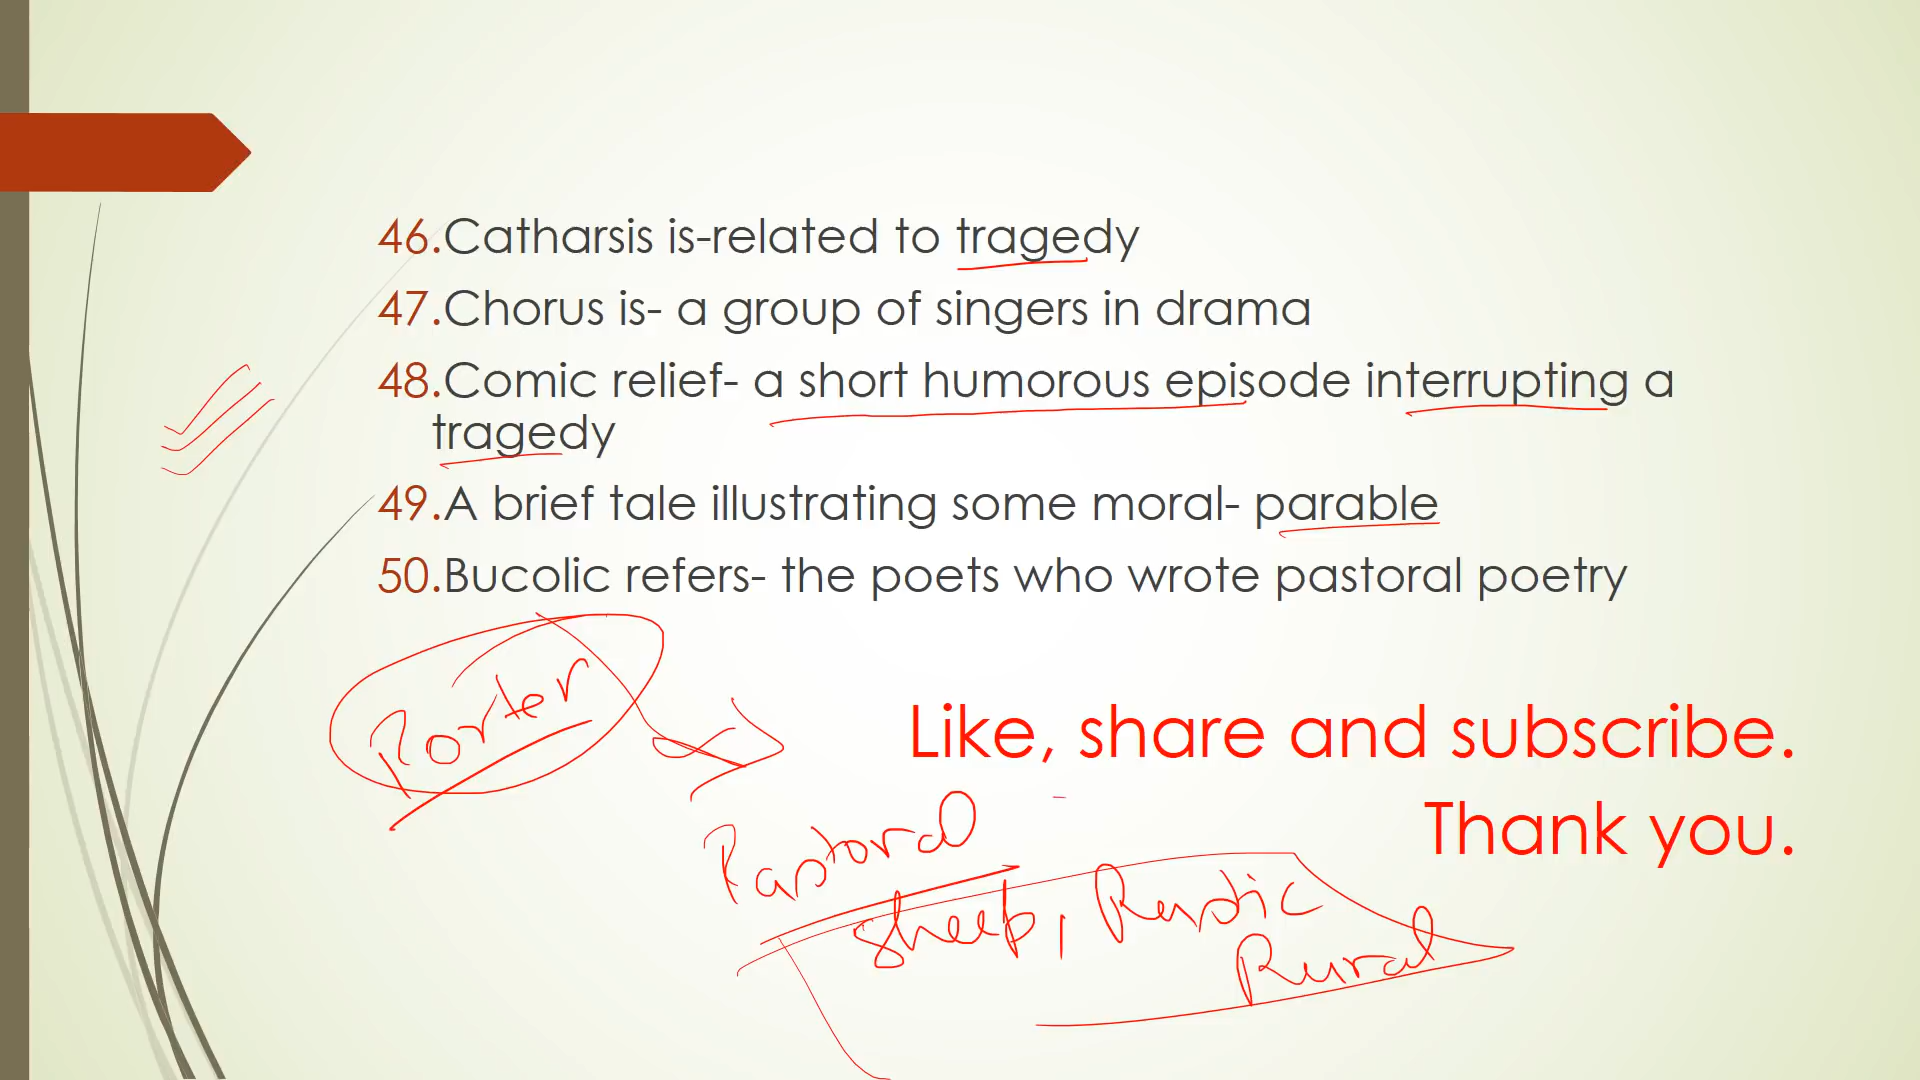 46.Catharsis is-related to tragedy
47.Chorus is- a group of singers in drama
48.Comic relief- a short humorous episode interrupting a
tragedy
49.A brief tale illustrating some moral- parable
50.Bucolic refers- the poets who wrote pastoral poetry
Porter
Like, share and subscribe.
Thank you.
Pastoral
sheep, Rustic
Rural